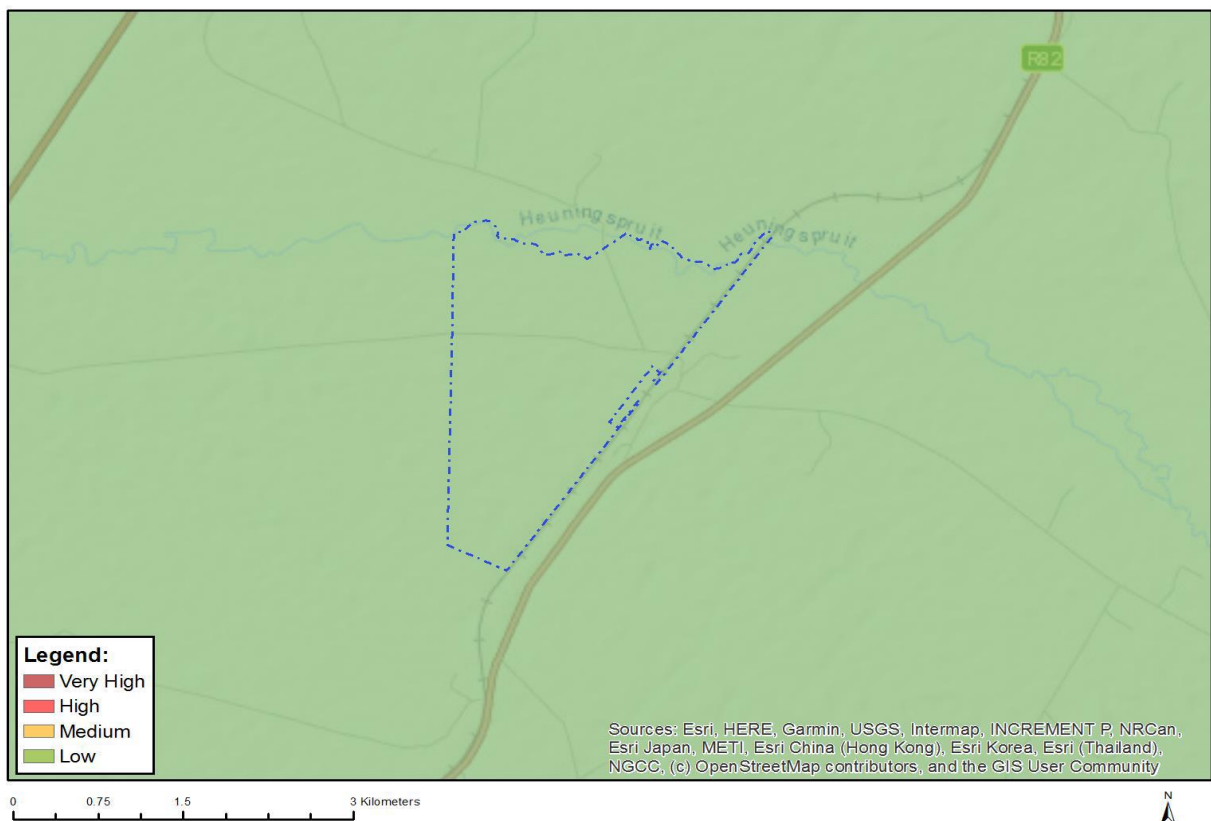 R82
Heuningspruit
Heuningspruit
Legend:
Very High
High
Medium
Low
Sources: Esri, HERE, Garmin, USGS, Intermap, INCREMENT P, NRCan,
Esri Japan, METI, Esri China (Hong Kong), Esri Korea, Esri (Thailand),
NGCC, (c) OpenStreetMap contributors, and the GIS User Community
0 0.75 1.5 3 Kilometers
N